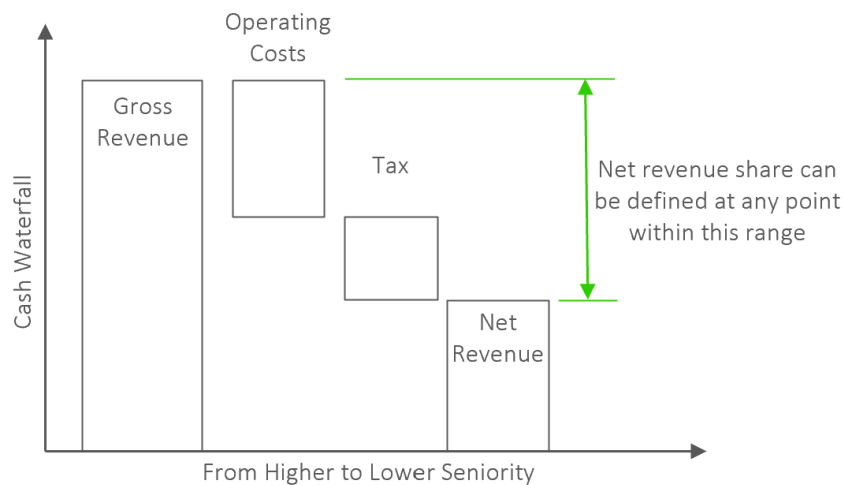 Operating
Costs
Gross
Revenue
Tax
Net revenue share can
be defined at any point
within this range
Net
Revenue
Cash Waterfall
From Higher to Lower Seniority